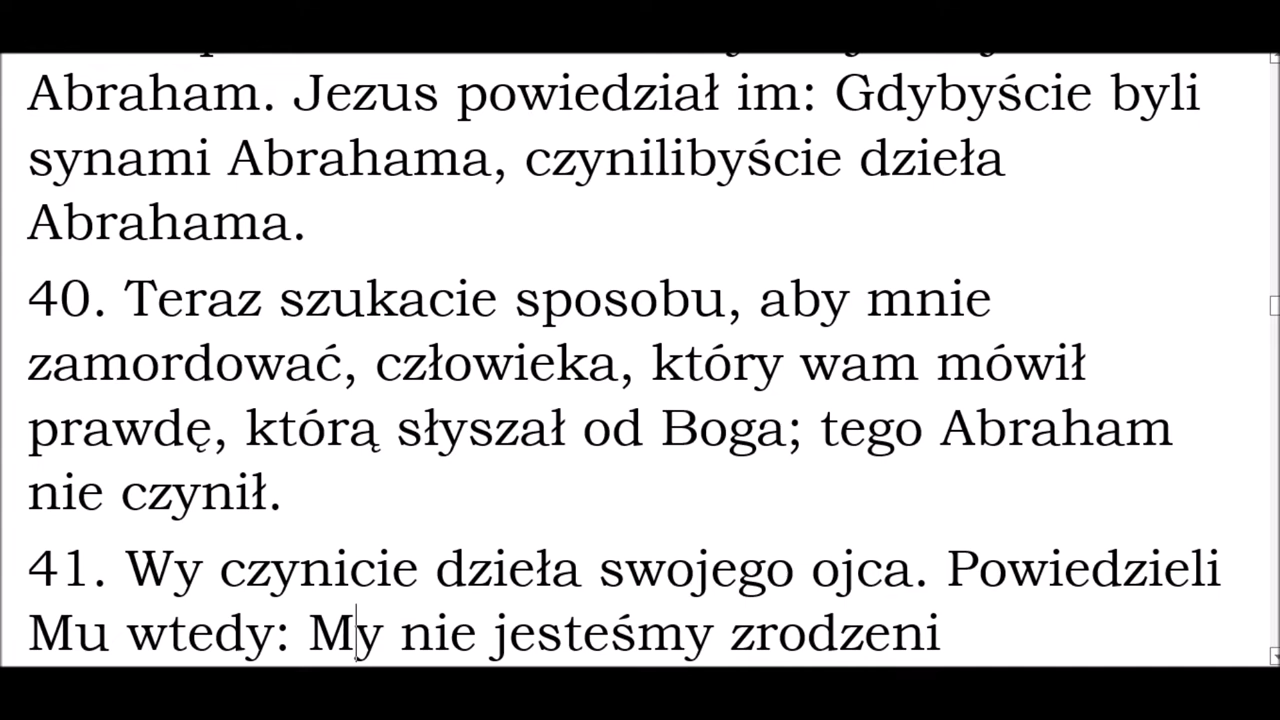 Abraham. Jezus powiedział im: Gdybyście byli
synami Abrahama, czynilibyście dzieła
Abrahama.
40. Teraz szukacie sposobu, aby mnie
zamordować, człowieka, który wam mówił
prawdę, którą słyszał od Boga; tego Abraham
nie czynił.
41. Wy czynicie dzieła swojego ojca. Powiedzieli
Mu wtedy: My nie jesteśmy zrodzeni